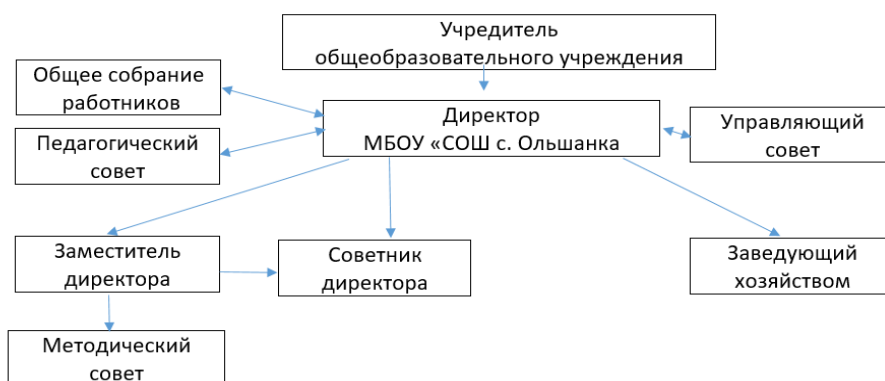 Учредитель
общеобразовательного учреждения
Общее собрание
работников
Директор
МБОУ «СОШ с. Ольшанка
Управляющий
совет
Педагогический
совет
Заместитель
директора
Советник
директора
Заведующий
хозяйством
Методический
совет